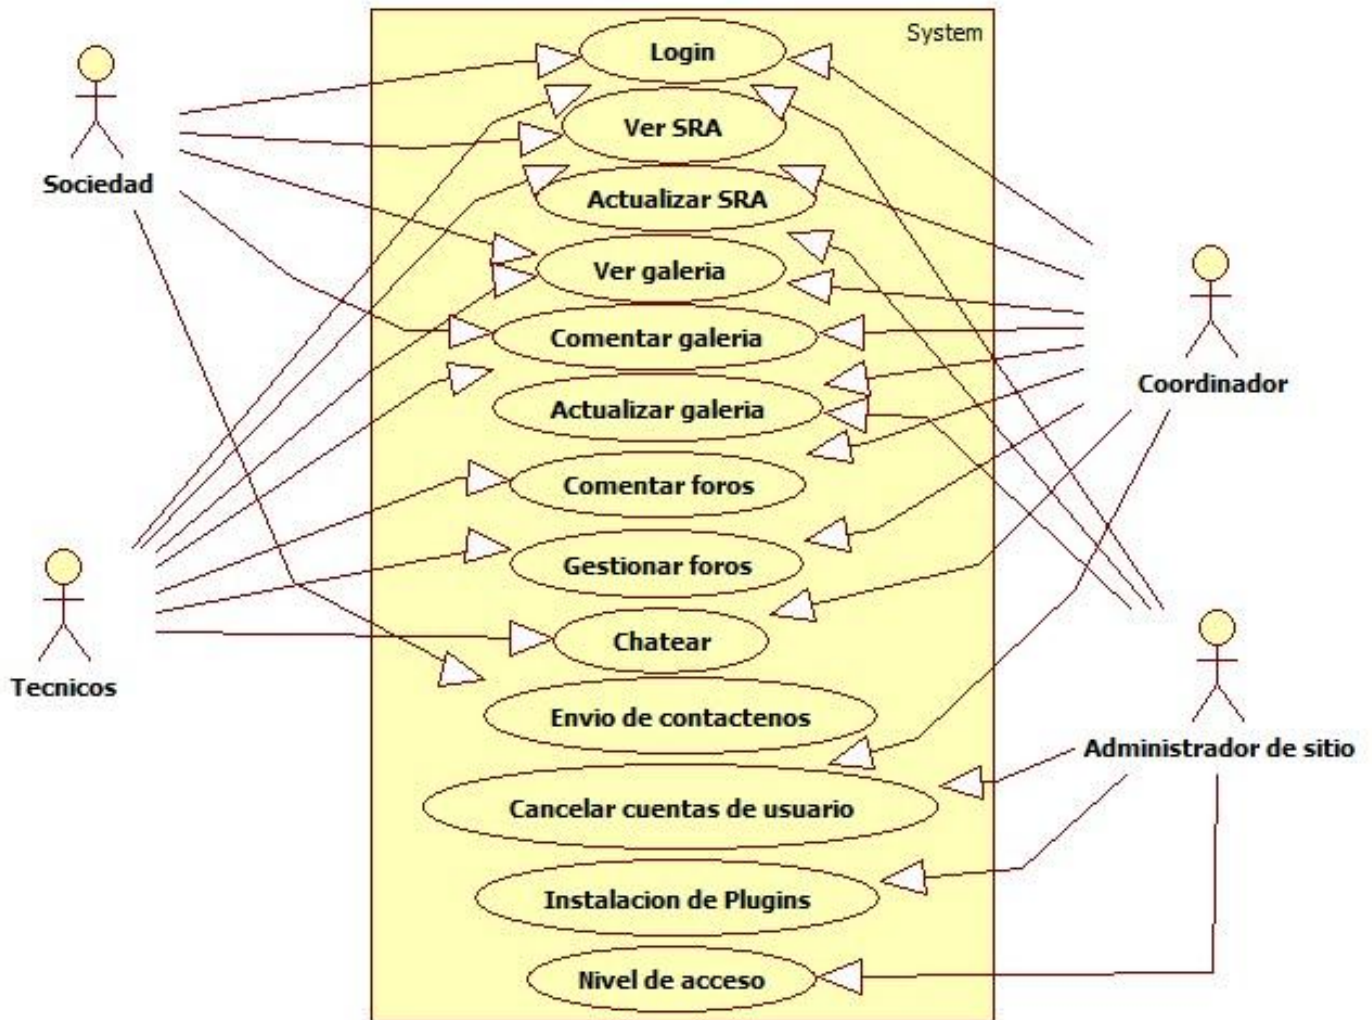 System
Login
Ver SRA
Actualizar SRA
Ver galeria
Comentar galeria
Actualizar galeria
Comentar foros
Gestionar foros
Chatear
Envio de contactenos
Cancelar cuentas de usuario
Instalacion de Plugins
Nivel de acceso
Sociedad
Tecnicos
Coordinador
Administrador de sitio